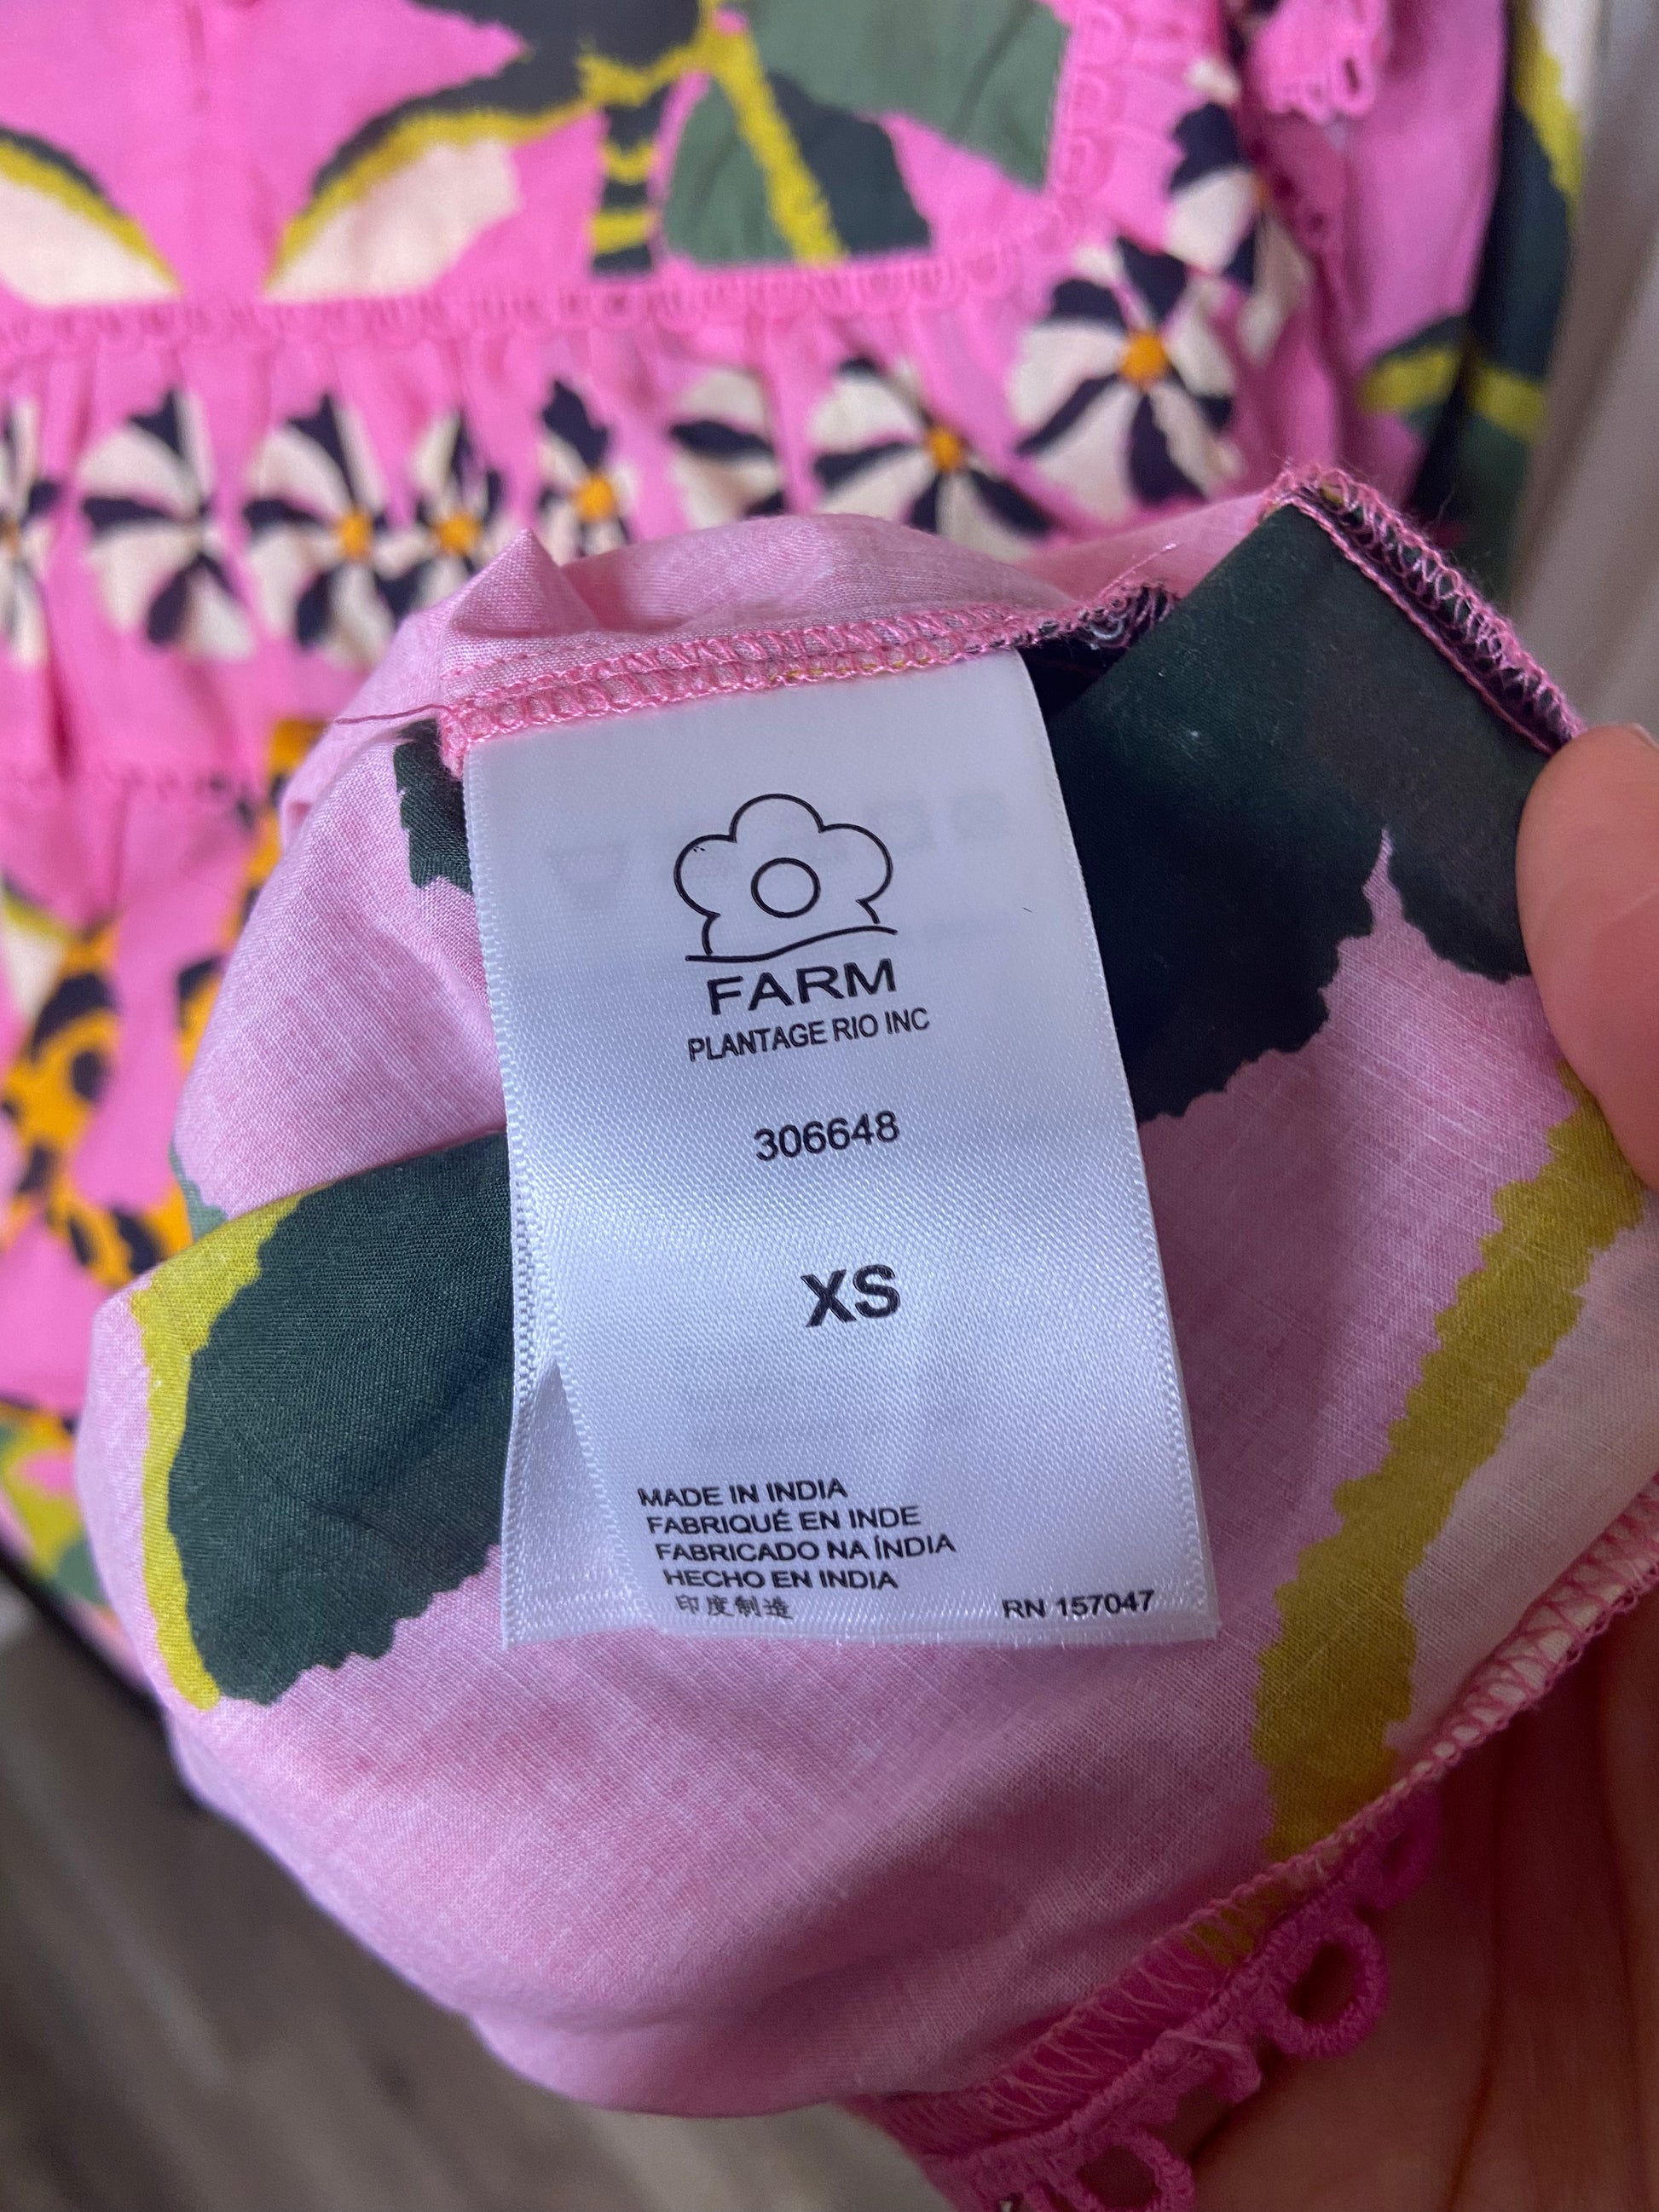 FARM
PLANTAGE RIO INC
306648
XS
MADE IN INDIA
FABRIQUÉ EN INDE
FABRICADO NA ÍNDIA
HECHO EN INDIA
印度制造
RN 157047